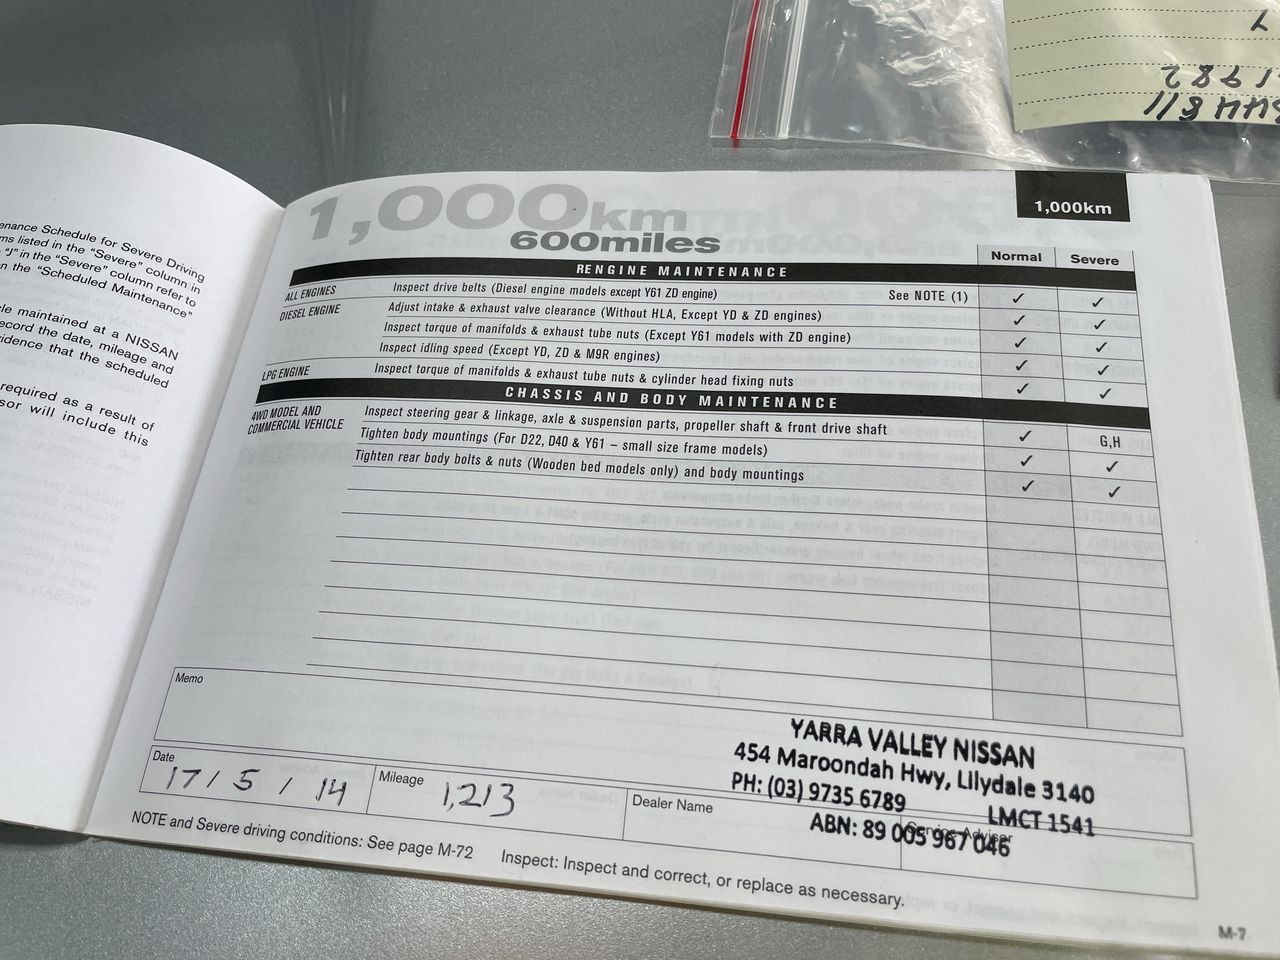 enance Schedule for Severe Driving
ms listed in the "Severe" column in
"J" in the "Severe" column refer to
n the "Scheduled Maintenance"
cle maintained at a NISSAN
ecord the date, mileage and
idence that the scheduled
required as a result of
sor will include this
1,000km
600miles
1,000km
Normal Severe
RENGINE MAINTENANCE
ALL ENGINES Inspect drive belts (Diesel engine models except Y61 ZD engine) See NOTE (1) ✓ ✓
DIESEL ENGINE Adjust intake & exhaust valve clearance (Without HLA, Except YD & ZD engines) ✓ ✓
Inspect torque of manifolds & exhaust tube nuts (Except Y61 models with ZD engine) ✓ ✓
Inspect idling speed (Except YD, ZD & M9R engines) ✓ ✓
LPG ENGINE Inspect torque of manifolds & exhaust tube nuts & cylinder head fixing nuts ✓ ✓
CHASSIS AND BODY MAINTENANCE
4WD MODEL AND
COMMERCIAL VEHICLE
Inspect steering gear & linkage, axle & suspension parts, propeller shaft & front drive shaft ✓ G,H
Tighten body mountings (For D22, D40 & Y61 – small size frame models) ✓ ✓
Tighten rear body bolts & nuts (Wooden bed models only) and body mountings ✓ ✓
Memo
YARRA VALLEY NISSAN
454 Maroondah Hwy, Lilydale 3140
PH: (03) 9735 6789 LMCT 1541
ABN: 89 005 967 046
Date 17 / 5 / 14
Mileage 1,213
Dealer Name
Service Advisor
NOTE and Severe driving conditions: See page M-72 Inspect: Inspect and correct, or replace as necessary.
M-7